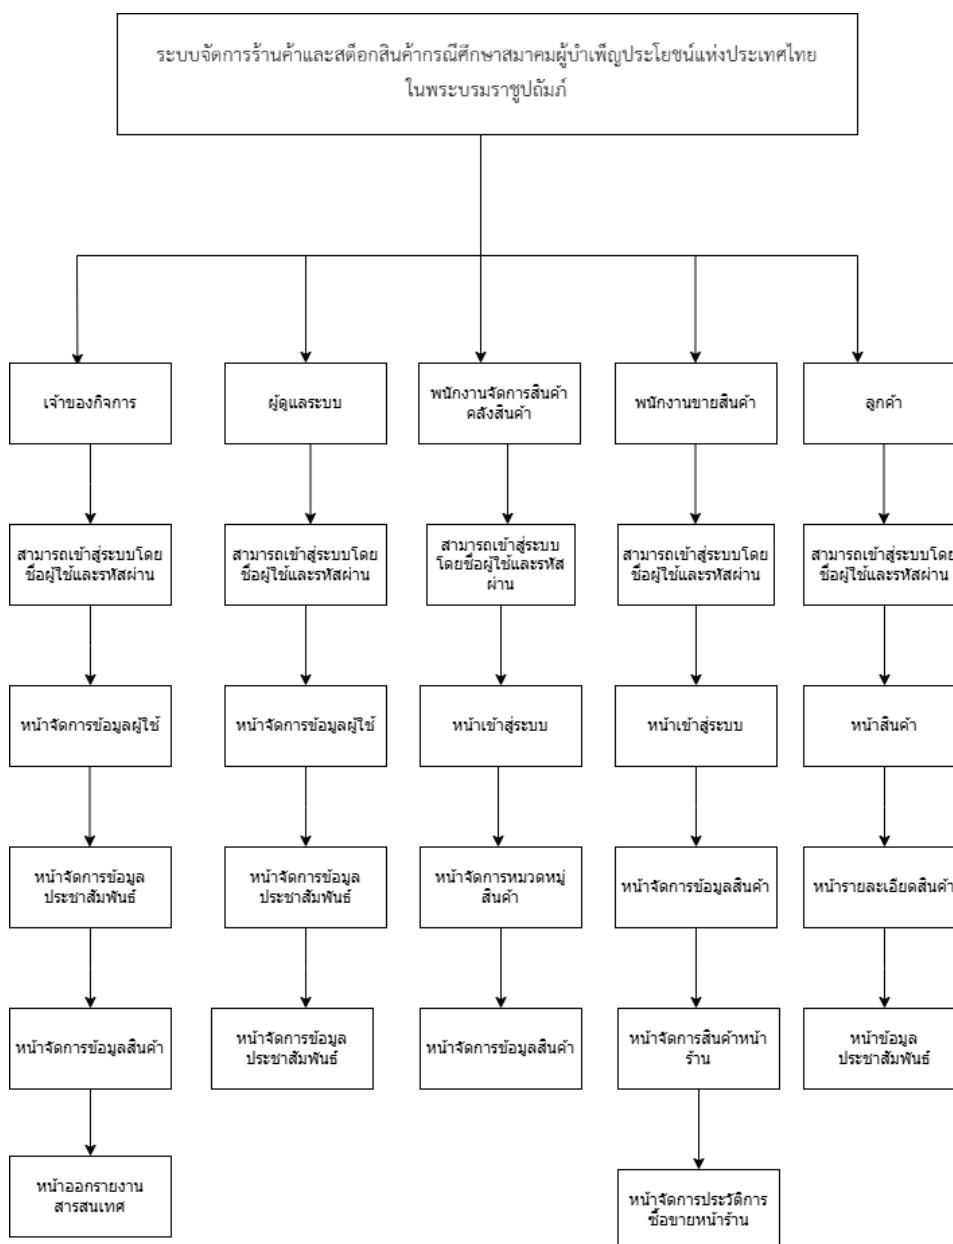 ระบบจัดการร้านค้าและสต็อกสินค้ากรณีศึกษาสมาคมผู้บำเพ็ญประโยชน์แห่งประเทศไทย
ในพระบรมราชูปถัมภ์
เจ้าของกิจการ
ผู้ดูแลระบบ
พนักงานจัดการสินค้า
คลังสินค้า
พนักงานขายสินค้า
ลูกค้า
สามารถเข้าสู่ระบบโดย
ชื่อผู้ใช้และรหัสผ่าน
สามารถเข้าสู่ระบบโดย
ชื่อผู้ใช้และรหัสผ่าน
สามารถเข้าสู่ระบบ
โดยชื่อผู้ใช้และรหัส
ผ่าน
สามารถเข้าสู่ระบบโดย
ชื่อผู้ใช้และรหัสผ่าน
สามารถเข้าสู่ระบบโดย
ชื่อผู้ใช้และรหัสผ่าน
หน้าจัดการข้อมูลผู้ใช้
หน้าจัดการข้อมูลผู้ใช้
หน้าเข้าสู่ระบบ
หน้าเข้าสู่ระบบ
หน้าสินค้า
หน้าจัดการข้อมูล
ประชาสัมพันธ์
หน้าจัดการข้อมูล
ประชาสัมพันธ์
หน้าจัดการหมวดหมู่
สินค้า
หน้าจัดการข้อมูลสินค้า
หน้ารายละเอียดสินค้า
หน้าจัดการข้อมูลสินค้า
หน้าจัดการข้อมูล
ประชาสัมพันธ์
หน้าจัดการข้อมูลสินค้า
หน้าจัดการสินค้าหน้า
ร้าน
หน้าข้อมูล
ประชาสัมพันธ์
หน้าออกรายงาน
สารสนเทศ
หน้าจัดการประวัติการ
ซื้อขายหน้าร้าน